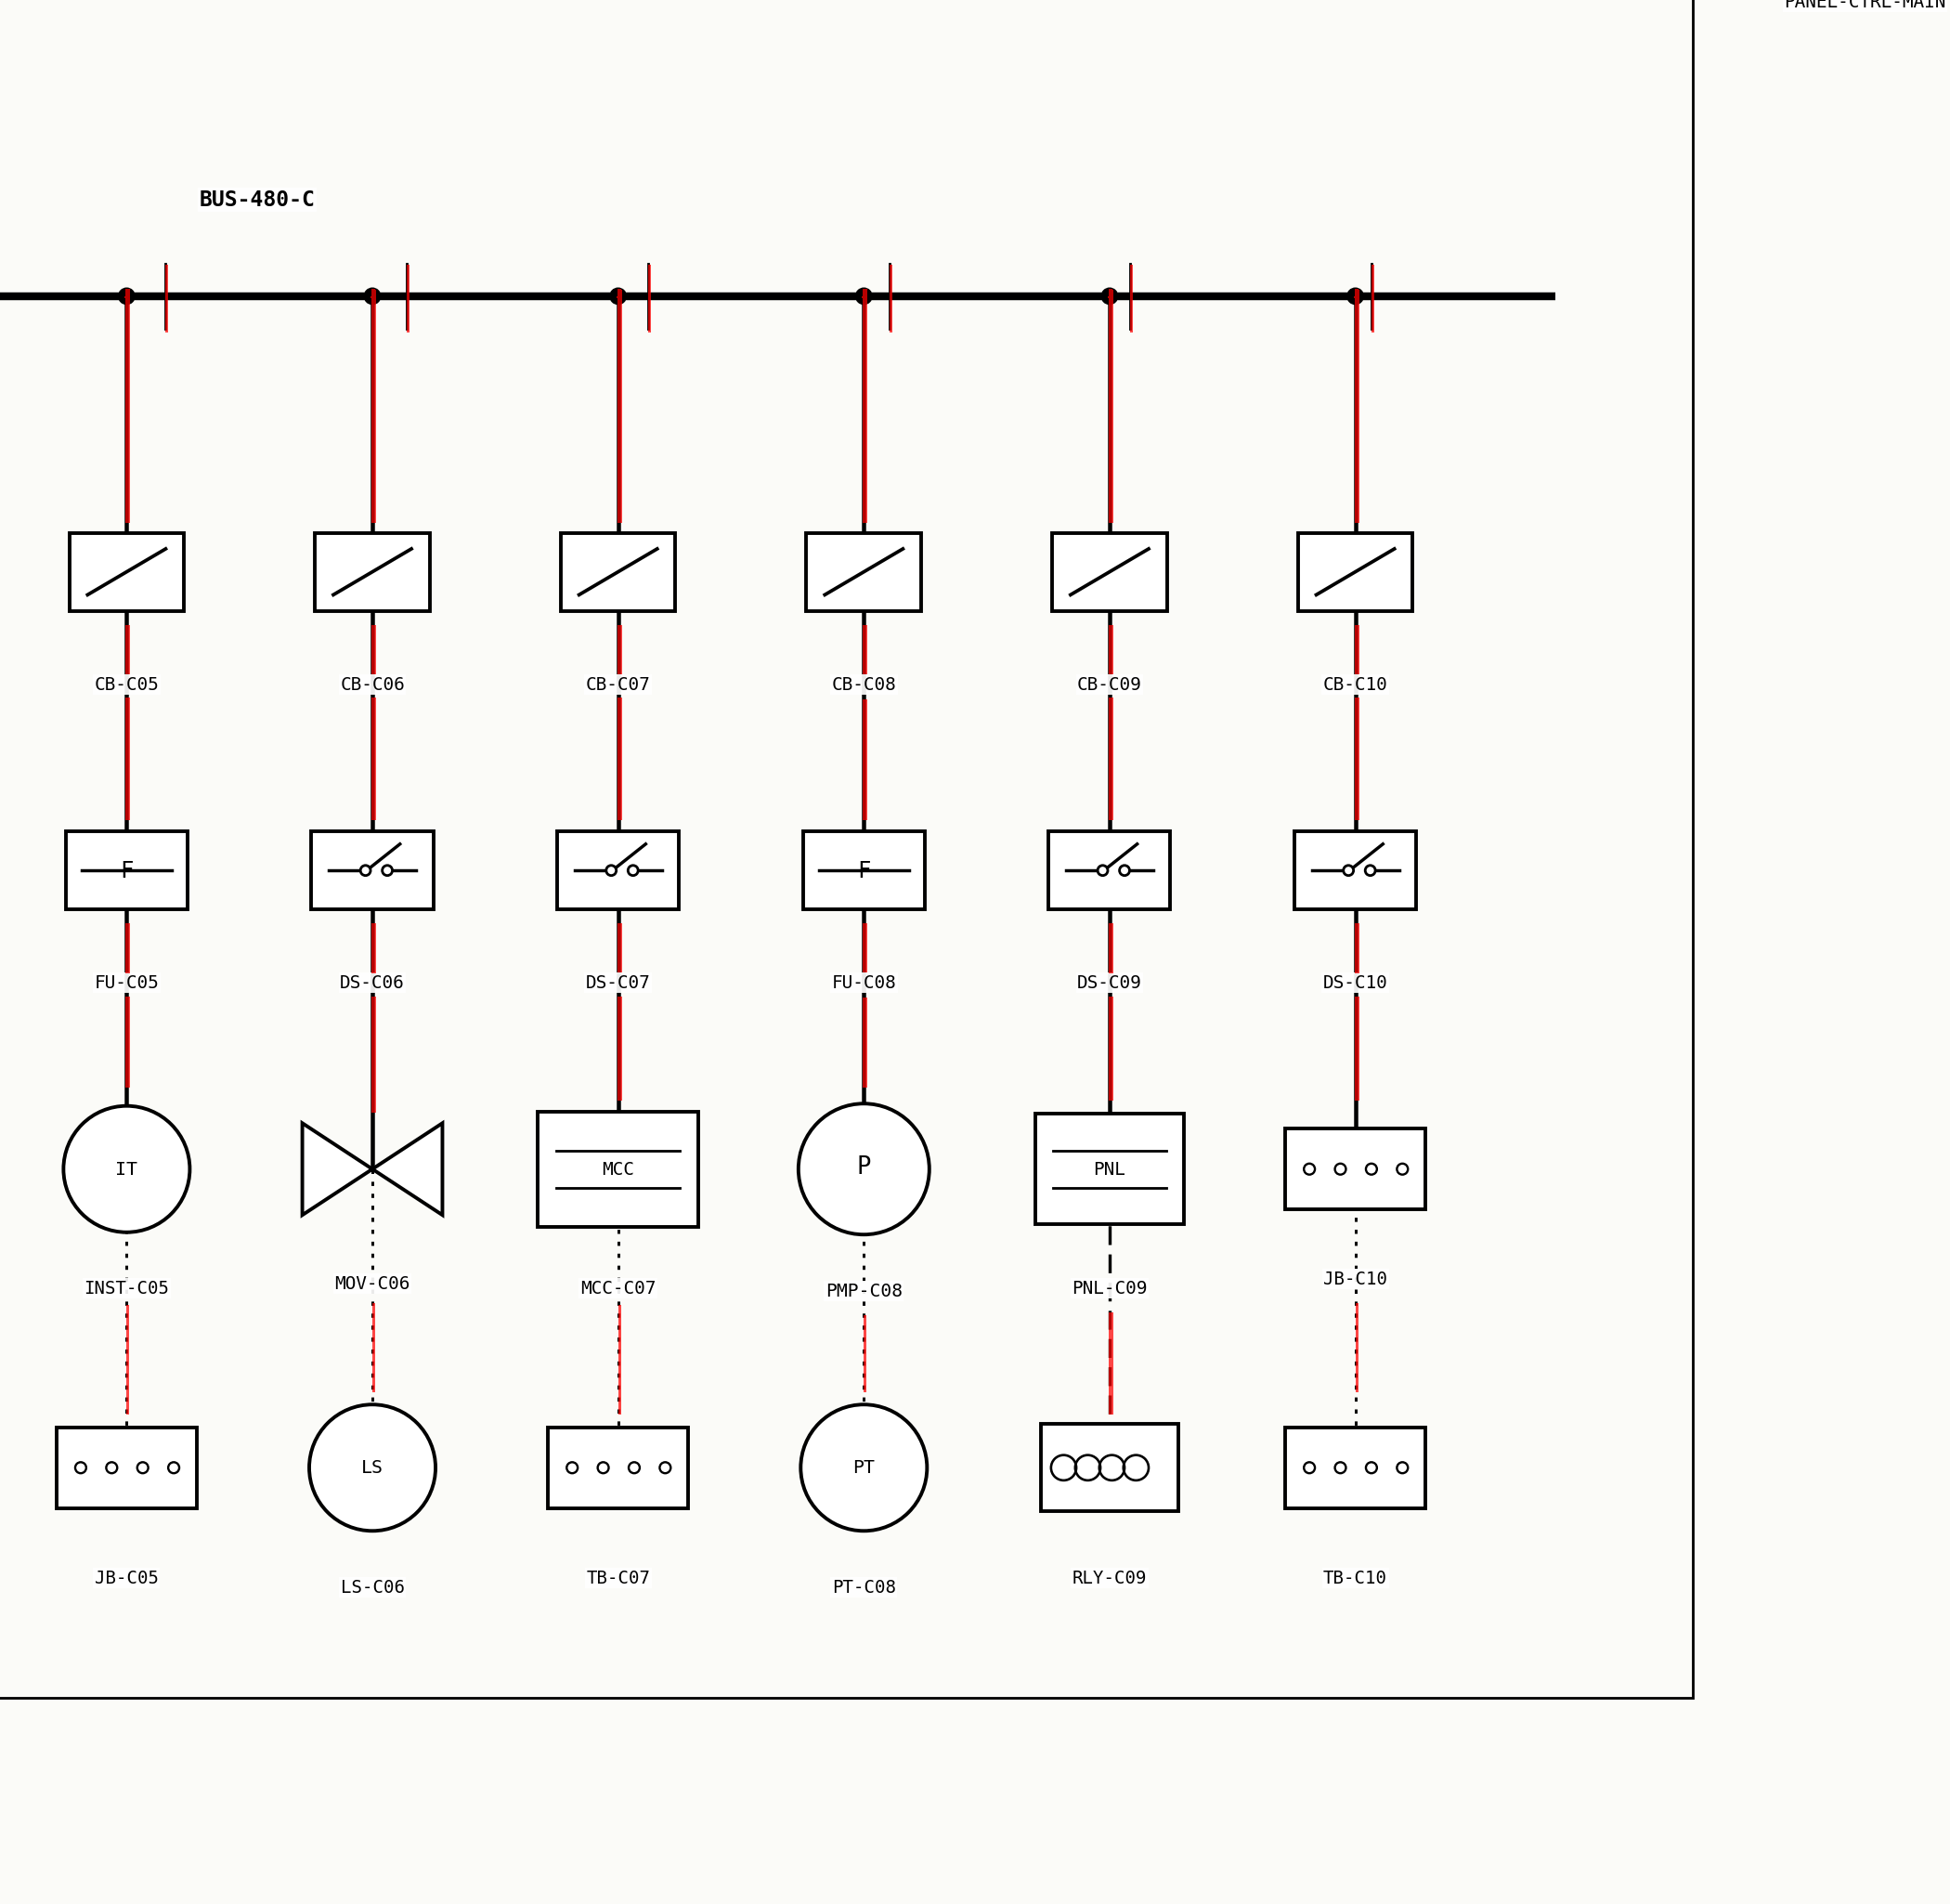 PANEL-CTRL-MAIN
BUS-480-C
CB-C05 CB-C06 CB-C07 CB-C08 CB-C09 CB-C10
F F
FU-C05 DS-C06 DS-C07 FU-C08 DS-C09 DS-C10
IT MCC P PNL
INST-C05 MOV-C06 MCC-C07 PMP-C08 PNL-C09 JB-C10
LS PT
JB-C05 LS-C06 TB-C07 PT-C08 RLY-C09 TB-C10